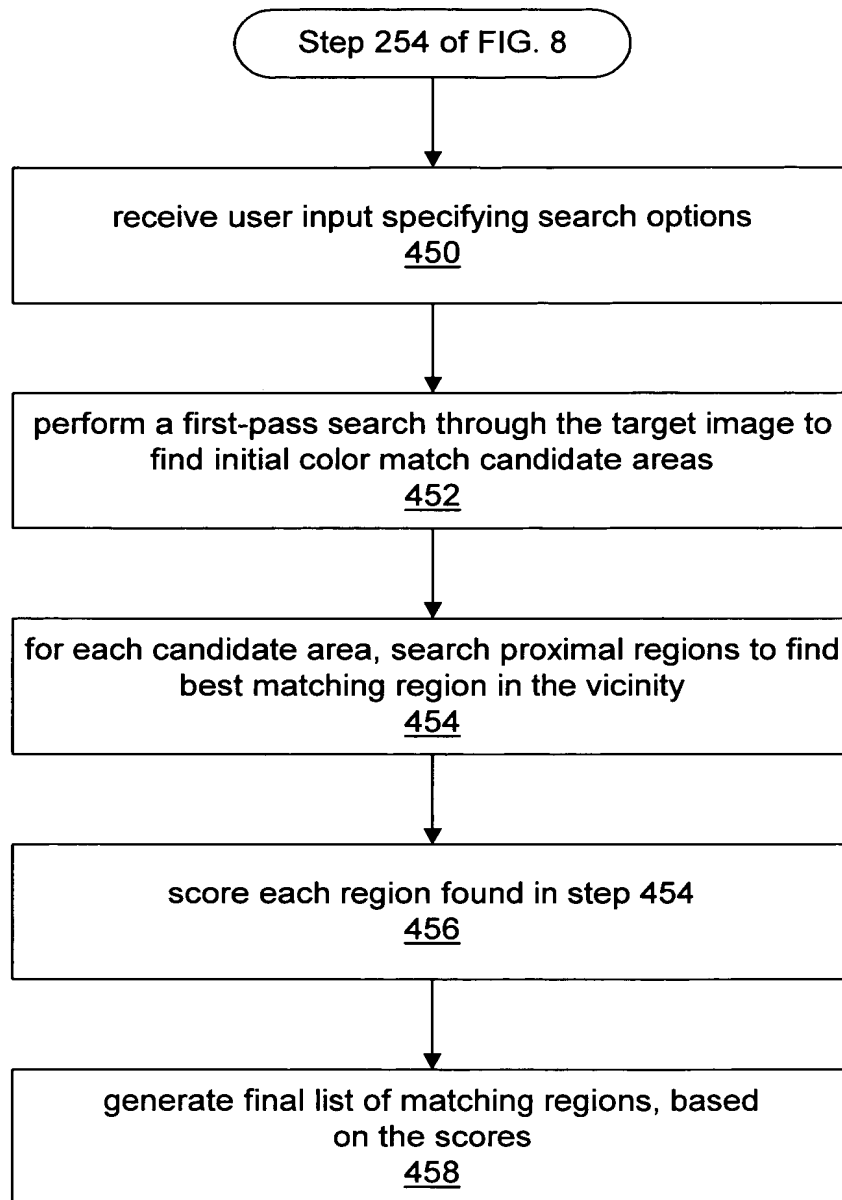 Step 254 of FIG. 8
receive user input specifying search options
450
perform a first-pass search through the target image to
find initial color match candidate areas
452
for each candidate area, search proximal regions to find
best matching region in the vicinity
454
score each region found in step 454
456
generate final list of matching regions, based
on the scores
458